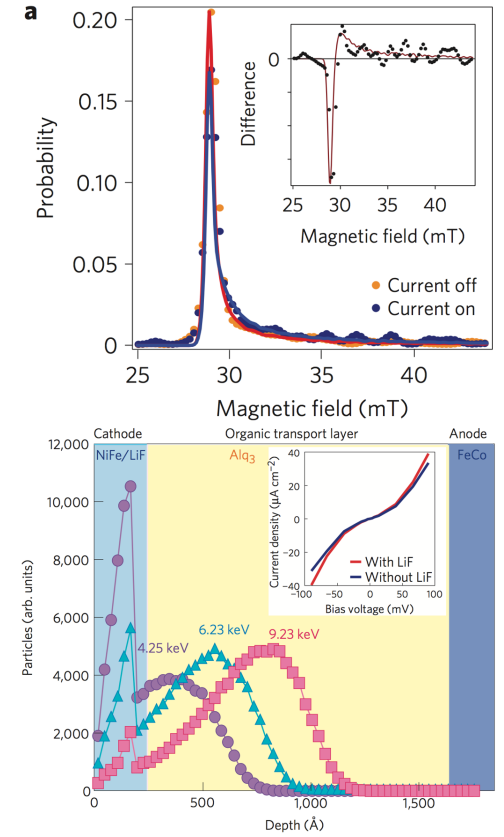 a
0.20
0.15
0.10
0.05
0
Probability
25
30
35
40
Magnetic field (mT)
Current off
Current on
Difference
0
25
30
35
40
Magnetic field (mT)
Cathode
Organic transport layer
Anode
NiFe/LiF
Alq3
FeCo
12,000
10,000
8,000
6,000
4,000
2,000
0
Particles (arb. units)
4.25 keV
6.23 keV
9.23 keV
0
500
1,000
1,500
Depth (Å)
Current density (μA cm−2)
40
20
0
−20
−40
−100
−50
0
50
100
Bias voltage (mV)
With LiF
Without LiF